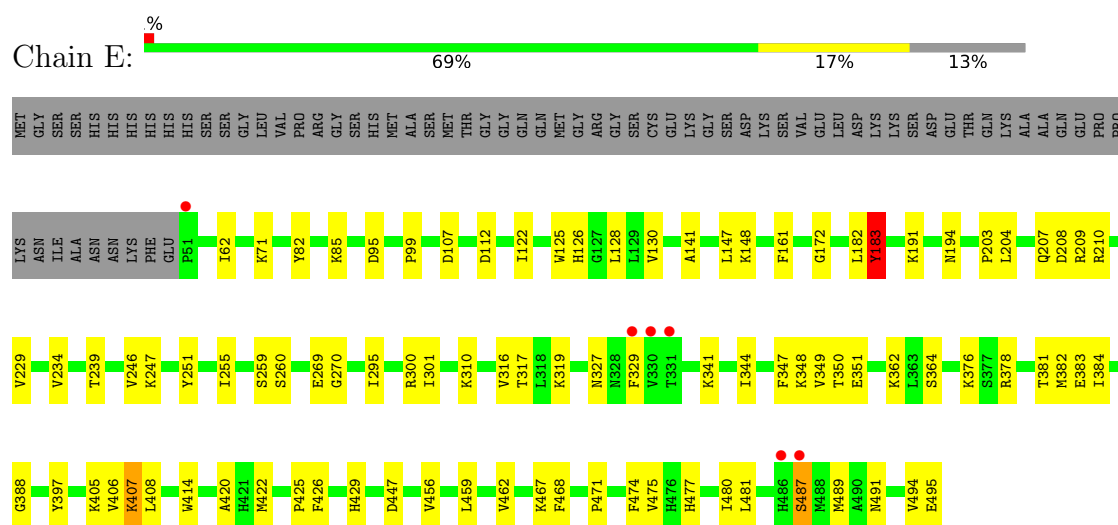 1%
Chain E:
69% 17% 13%
MET GLY SER SER HIS HIS HIS HIS HIS HIS SER SER GLY LEU VAL PRO ARG GLY SER HIS MET ALA SER MET THR GLY GLY GLN GLN MET GLY ARG GLY SER CYS GLU LYS GLY SER ASP LYS SER VAL GLU LEU ASP LYS LYS SER ASP GLU THR GLN LYS ALA ALA GLN GLU PRO PRO
LYS ASN ILE ALA ASN ASN LYS PHE GLU P51 I62 K71 Y82 K85 D95 P99 D107 D112 I122 W125 H126 G127 L128 L129 V130 A141 L147 K148 F161 G172 L182 Y183 K191 N194 P203 L204 Q207 D208 R209 R210
V229 V234 T239 V246 K247 Y251 I255 S259 S260 E269 G270 I295 R300 I301 K310 V316 T317 L318 K319 N327 N328 F329 V330 T331 K341 I344 F347 K348 V349 T350 E351 K362 L363 S364 K376 S377 R378 T381 M382 E383 I384
G388 Y397 K405 V406 K407 L408 W414 A420 H421 M422 P425 F426 H429 D447 V456 L459 V462 K467 F468 P471 F474 V475 H476 H477 I480 L481 H486 S487 M488 M489 A490 N491 V494 E495